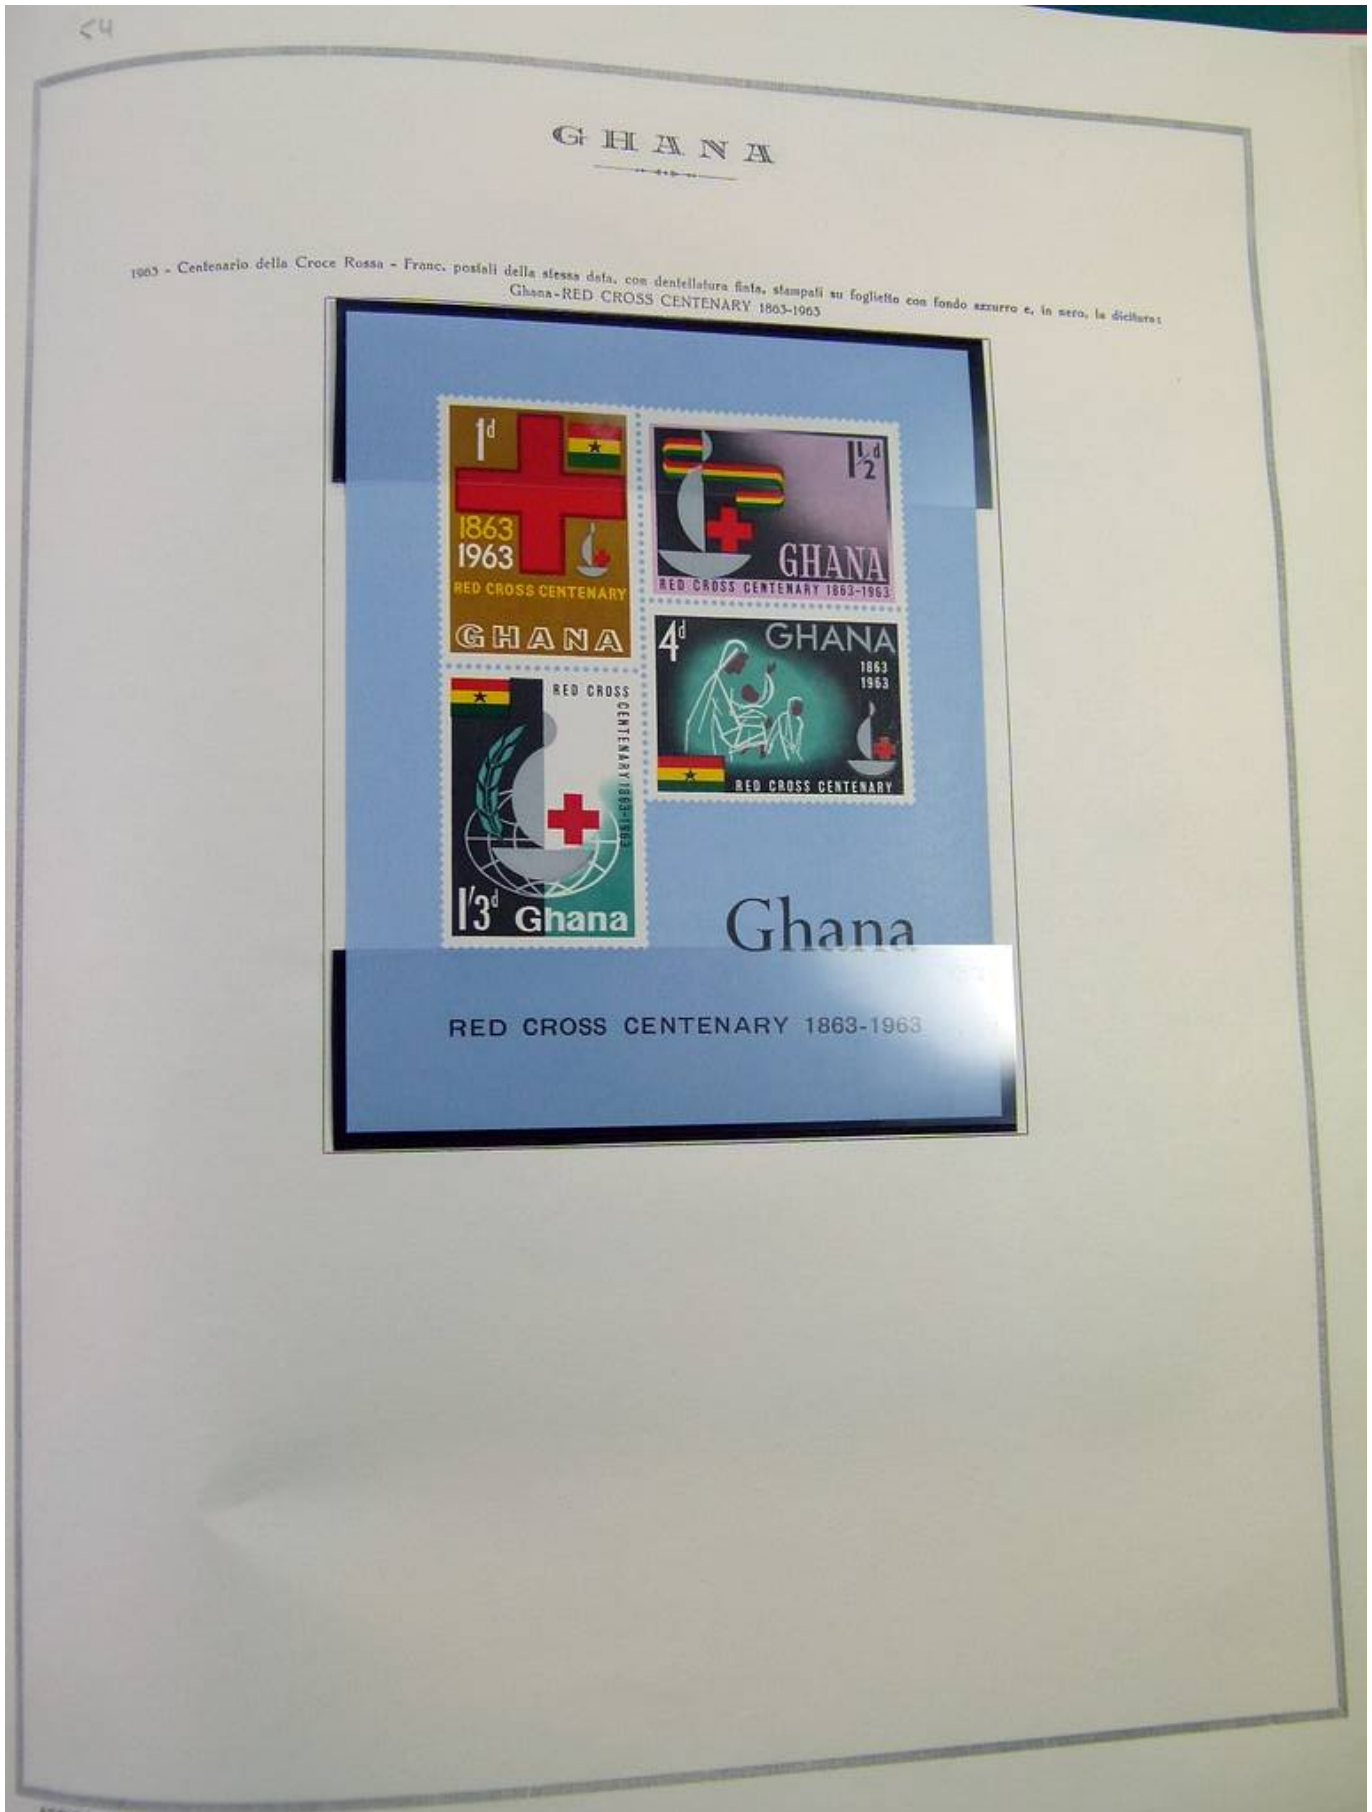 54
GHANA
1963 - Centenario della Croce Rossa - Franc. postali della stessa data, con dentellatura finta, stampati su foglietto con fondo azzurro e, in nero, la dicitura:
Ghana-RED CROSS CENTENARY 1863-1963
1d
1863
1963
RED CROSS CENTENARY
GHANA
1½d
GHANA
RED CROSS CENTENARY 1863-1963
4d GHANA
1863
1963
RED CROSS CENTENARY
RED CROSS
CENTENARY 1863-1963
1/3d Ghana
Ghana
RED CROSS CENTENARY 1863-1963